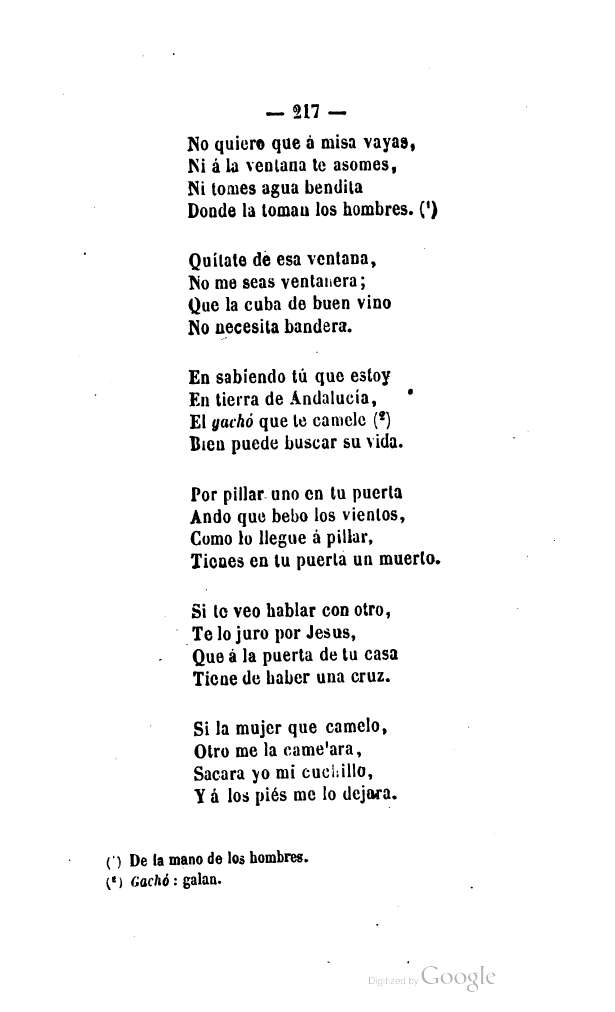 — 217 —
No quiero que á misa vayas,
Ni á la ventana te asomes,
Ni tomes agua bendita
Donde la toman los hombres. (¹)
Quítate de esa ventana,
No me seas ventanera;
Que la cuba de buen vino
No necesita bandera.
En sabiendo tú que estoy
En tierra de Andalucía,
El gachó que te camele (²)
Bien puede buscar su vida.
Por pillar uno en tu puerta
Ando que bebo los vientos,
Como lo llegue á pillar,
Tienes en tu puerta un muerto.
Si te veo hablar con otro,
Te lo juro por Jesus,
Que á la puerta de tu casa
Tiene de haber una cruz.
Si la mujer que camelo,
Otro me la camelara,
Sacara yo mi cuchillo,
Y á los piés me lo dejara.
(¹) De la mano de los hombres.
(²) Gachó: galan.
Digitized by Google